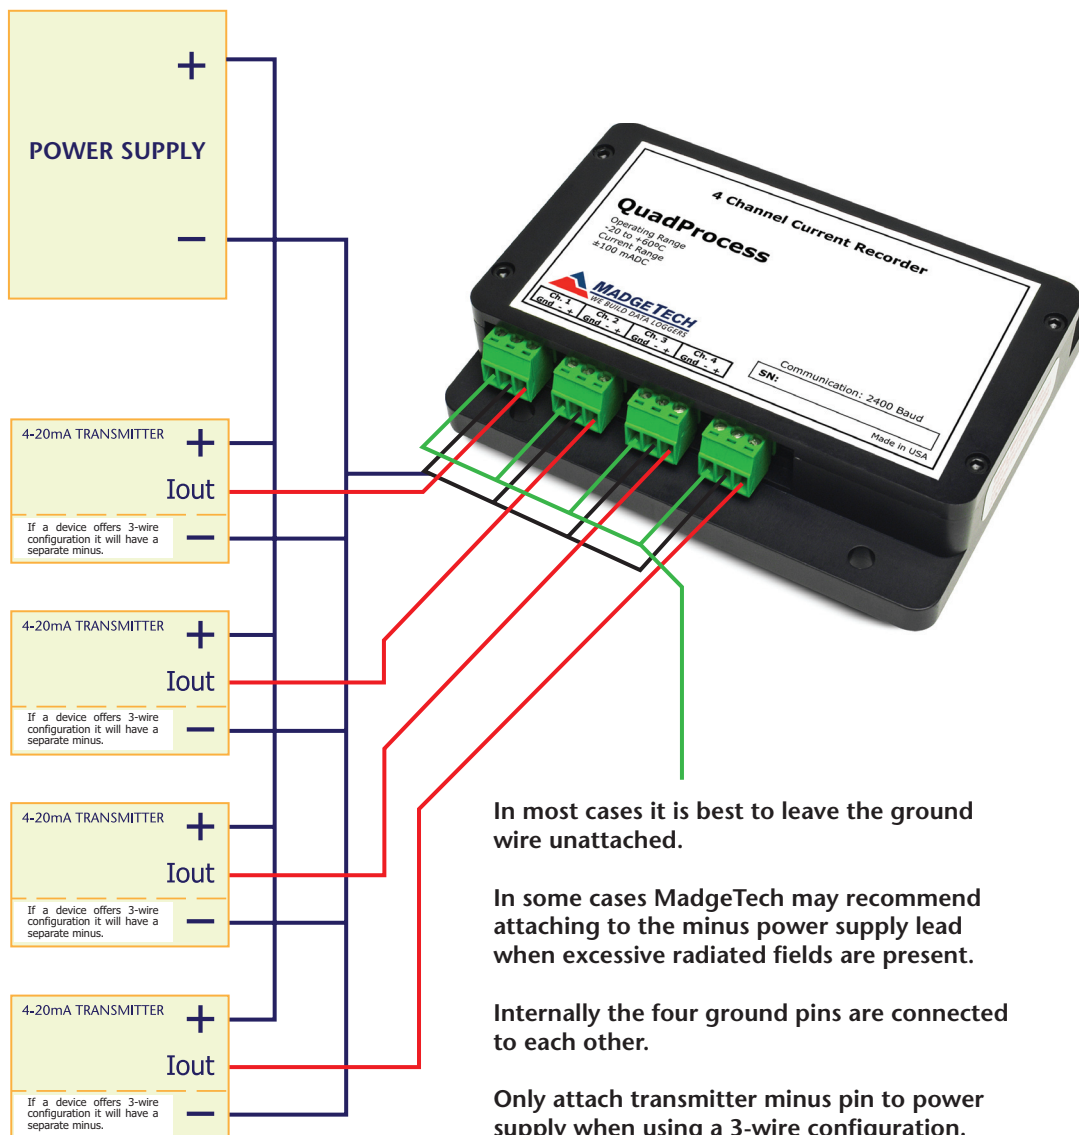 +
POWER SUPPLY
−
4-20mA TRANSMITTER
+
Iout
If a device offers 3-wire
configuration it will have a
separate minus.
−
4-20mA TRANSMITTER
+
Iout
If a device offers 3-wire
configuration it will have a
separate minus.
−
4-20mA TRANSMITTER
+
Iout
If a device offers 3-wire
configuration it will have a
separate minus.
−
4-20mA TRANSMITTER
+
Iout
If a device offers 3-wire
configuration it will have a
separate minus.
−
4 Channel Current Recorder
QuadProcess
Operating Range
-20 to +60ºC
Current Range
±100 mADC
MADGETECH
WE BUILD DATA LOGGERS
Ch. 1
Gnd - +
Ch. 2
Gnd - +
Ch. 3
Gnd - +
Ch. 4
Gnd - +
Communication: 2400 Baud
SN:
Made in USA
In most cases it is best to leave the ground
wire unattached.
In some cases MadgeTech may recommend
attaching to the minus power supply lead
when excessive radiated fields are present.
Internally the four ground pins are connected
to each other.
Only attach transmitter minus pin to power
supply when using a 3-wire configuration.